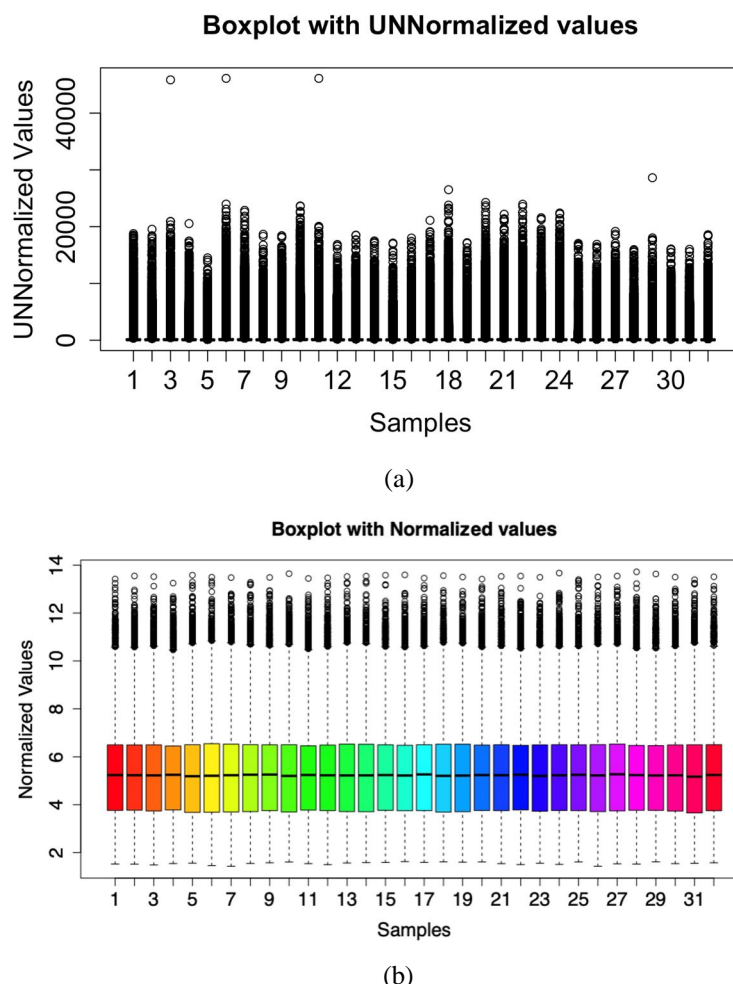 Boxplot with UNNormalized values
UNNormalized Values
0 20000 40000
1 3 5 7 9 12 15 18 21 24 27 30
Samples
(a)
Boxplot with Normalized values
Normalized Values
2 4 6 8 10 12 14
1 3 5 7 9 11 13 15 17 19 21 23 25 27 29 31
Samples
(b)